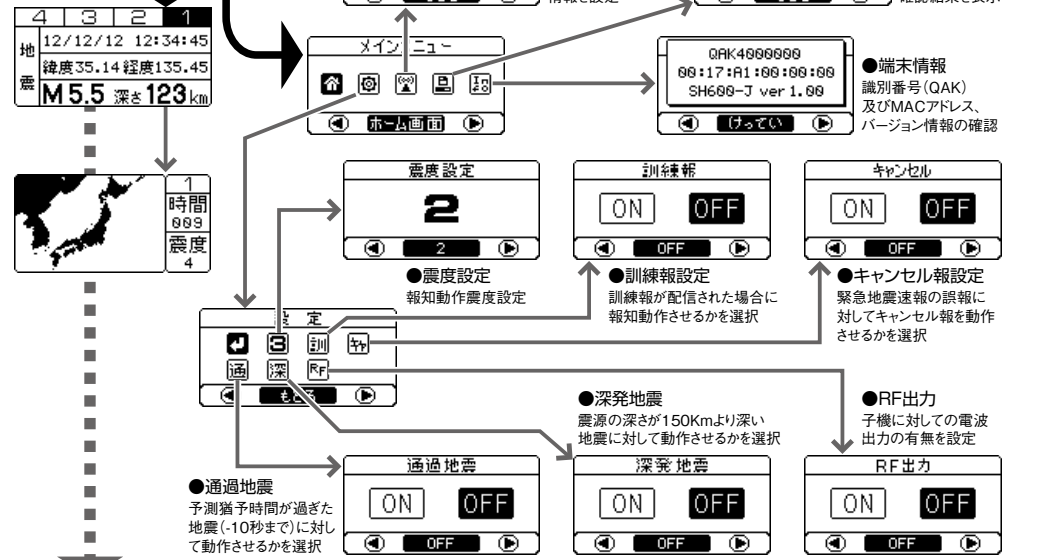 情報を設定
確認結果を表示
4 3 2 1
地震
12/12/12 12:34:45
緯度35.14 経度135.45
M5.5 深さ123km
メインメニュー
ホーム画面
QAK4000000
00:17:A1:00:00:00
SH600-J ver 1.00
けってい
●端末情報
識別番号(QAK)
及びMACアドレス、
バージョン情報の確認
1
時間
009
震度
4
震度設定
2
2
●震度設定
報知動作震度設定
訓練報
ON OFF
OFF
●訓練報設定
訓練報が配信された場合に
報知動作させるかを選択
キャンセル
ON OFF
OFF
●キャンセル報設定
緊急地震速報の誤報に
対してキャンセル報を動作
させるかを選択
設定
3 訓 キャ
通 深 RF
もどる
●通過地震
予測猶予時間が過ぎた
地震(-10秒まで)に対し
て動作させるかを選択
通過地震
ON OFF
OFF
●深発地震
震源の深さが150Kmより深い
地震に対して動作させるかを選択
深発地震
ON OFF
OFF
●RF出力
子機に対しての電波
出力の有無を設定
RF出力
ON OFF
OFF